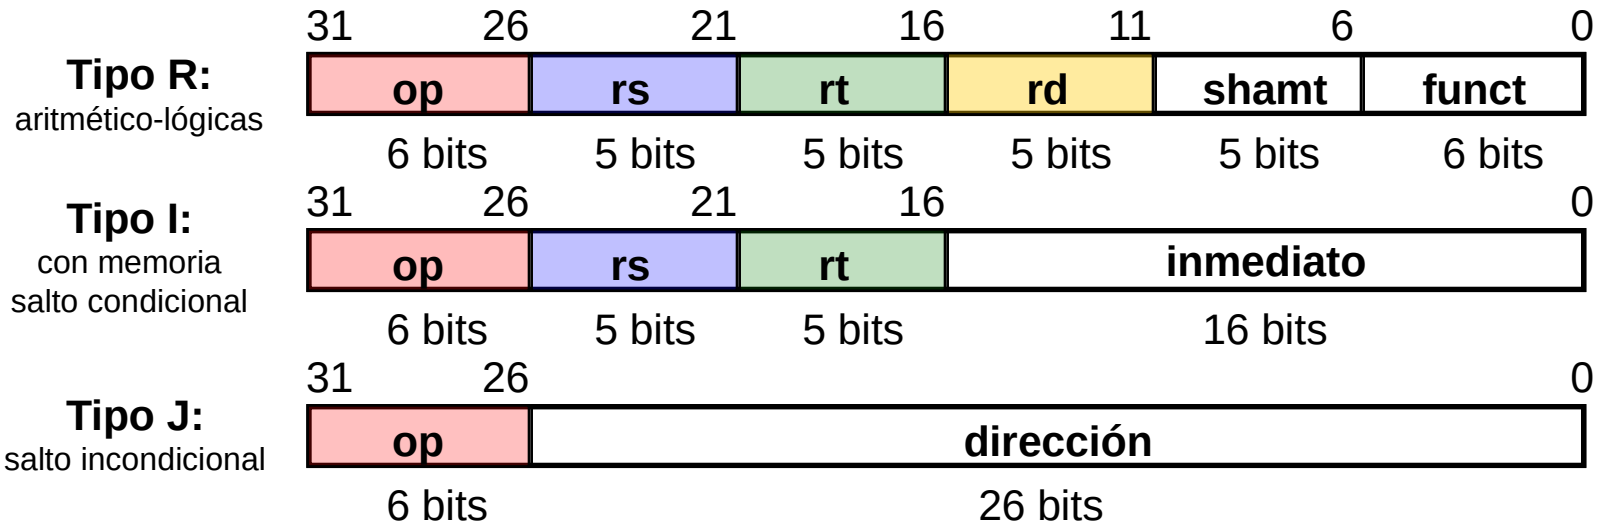 31 26 21 16 11 6 0
Tipo R:
aritmético-lógicas
op rs rt rd shamt funct
6 bits 5 bits 5 bits 5 bits 5 bits 6 bits
31 26 21 16 0
Tipo I:
con memoria
salto condicional
op rs rt inmediato
6 bits 5 bits 5 bits 16 bits
31 26 0
Tipo J:
salto incondicional
op dirección
6 bits 26 bits